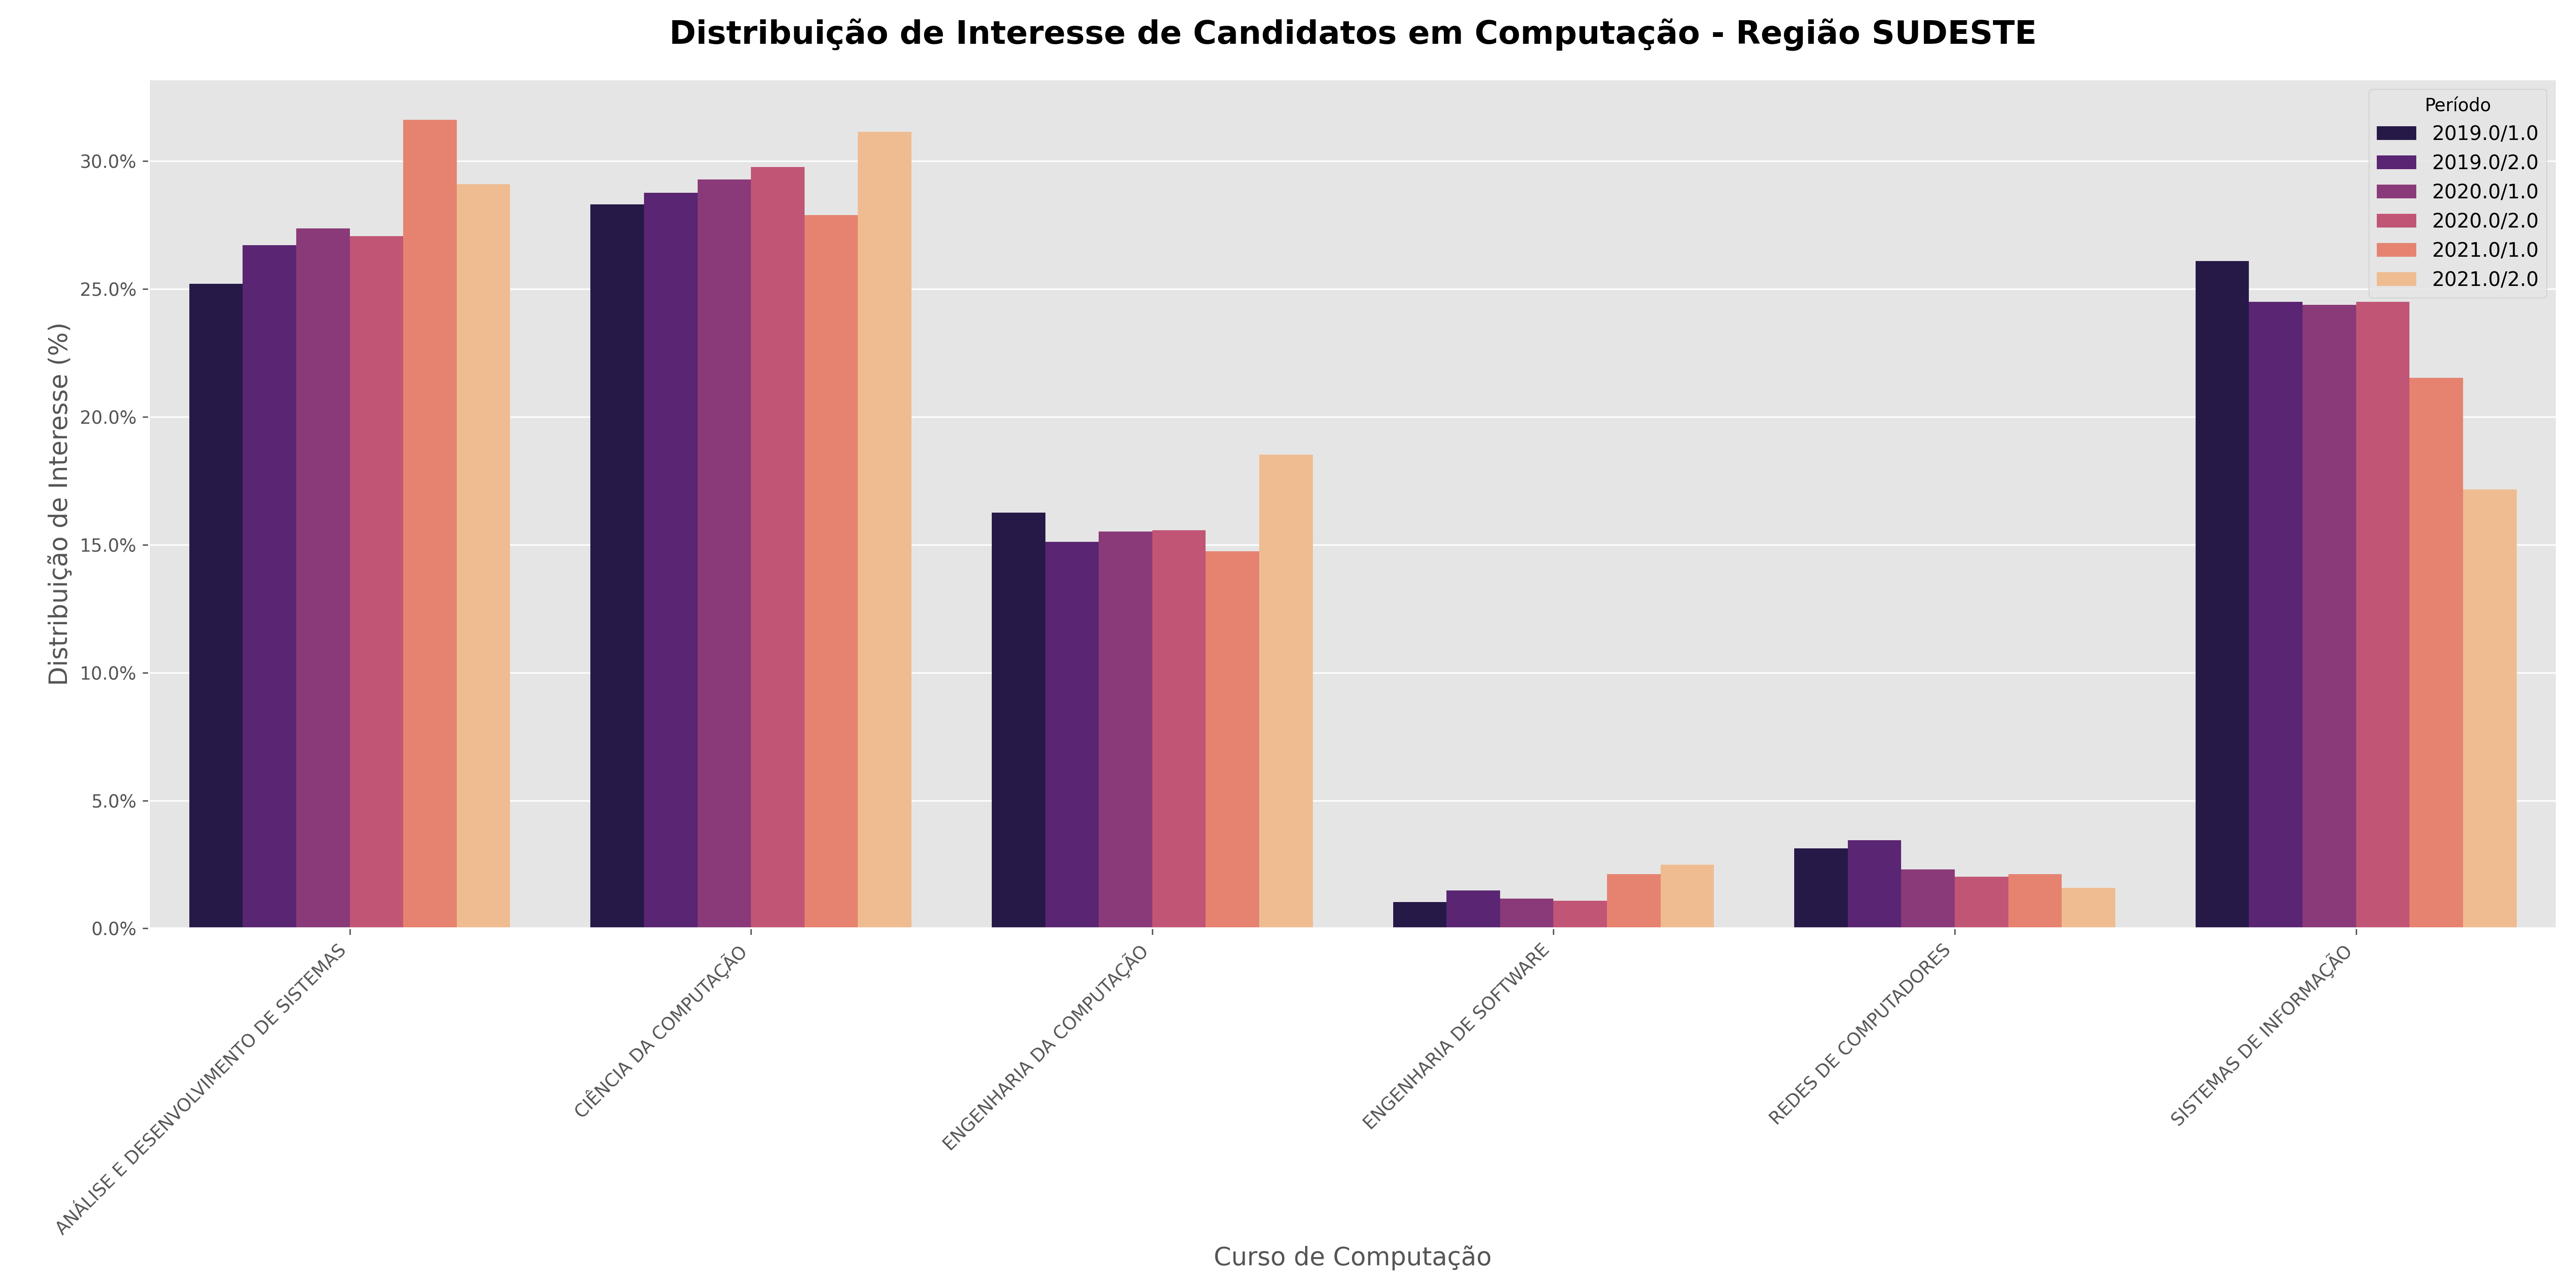 Distribuição de Interesse de Candidatos em Computação - Região SUDESTE
Período
2019.0/1.0
2019.0/2.0
2020.0/1.0
2020.0/2.0
2021.0/1.0
2021.0/2.0
Distribuição de Interesse (%)
30.0%
25.0%
20.0%
15.0%
10.0%
5.0%
0.0%
ANÁLISE E DESENVOLVIMENTO DE SISTEMAS
CIÊNCIA DA COMPUTAÇÃO
ENGENHARIA DA COMPUTAÇÃO
ENGENHARIA DE SOFTWARE
REDES DE COMPUTADORES
SISTEMAS DE INFORMAÇÃO
Curso de Computação